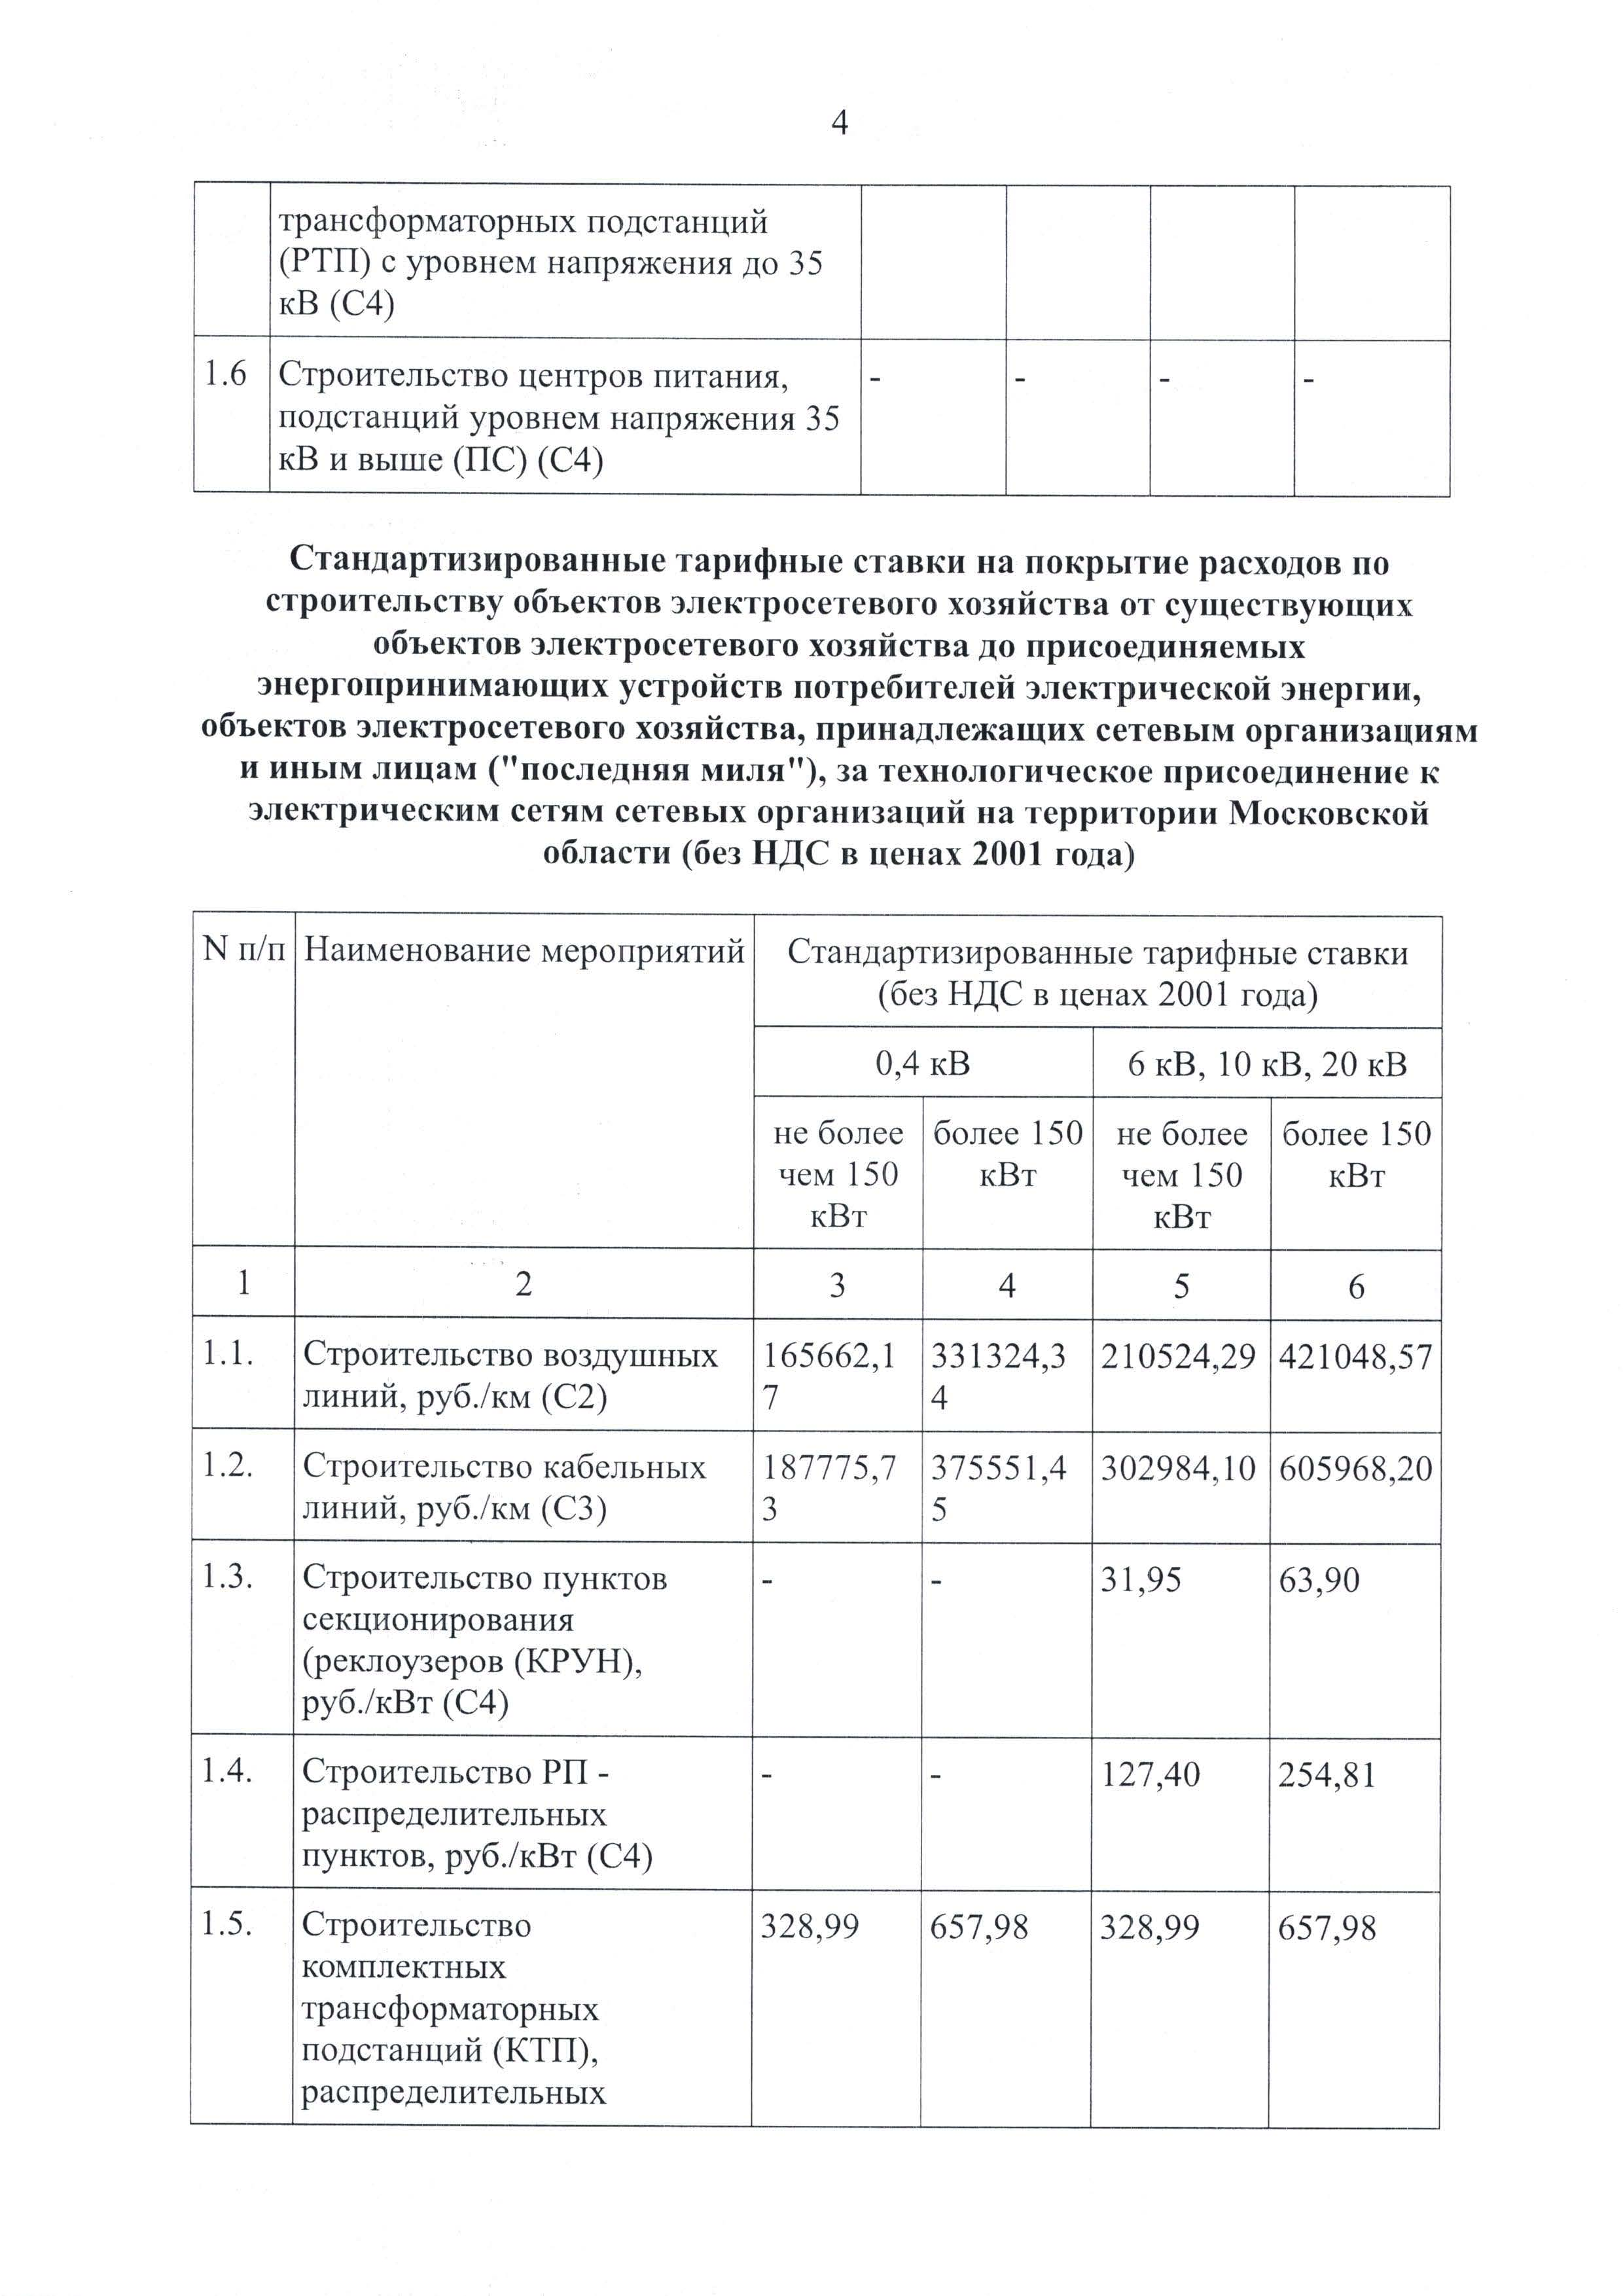 4
трансформаторных подстанций
(РТП) с уровнем напряжения до 35
кВ (С4)
1.6 Строительство центров питания, - - - -
подстанций уровнем напряжения 35
кВ и выше (ПС) (С4)
Стандартизированные тарифные ставки на покрытие расходов по
строительству объектов электросетевого хозяйства от существующих
объектов электросетевого хозяйства до присоединяемых
энергопринимающих устройств потребителей электрической энергии,
объектов электросетевого хозяйства, принадлежащих сетевым организациям
и иным лицам ("последняя миля"), за технологическое присоединение к
электрическим сетям сетевых организаций на территории Московской
области (без НДС в ценах 2001 года)
N п/п Наименование мероприятий Стандартизированные тарифные ставки
(без НДС в ценах 2001 года)
0,4 кВ 6 кВ, 10 кВ, 20 кВ
не более более 150 не более более 150
чем 150 кВт чем 150 кВт
кВт кВт
1 2 3 4 5 6
1.1. Строительство воздушных 165662,1 331324,3 210524,29 421048,57
линий, руб./км (С2) 7 4
1.2. Строительство кабельных 187775,7 375551,4 302984,10 605968,20
линий, руб./км (С3) 3 5
1.3. Строительство пунктов - - 31,95 63,90
секционирования
(реклоузеров (КРУН),
руб./кВт (С4)
1.4. Строительство РП - - - 127,40 254,81
распределительных
пунктов, руб./кВт (С4)
1.5. Строительство 328,99 657,98 328,99 657,98
комплектных
трансформаторных
подстанций (КТП),
распределительных